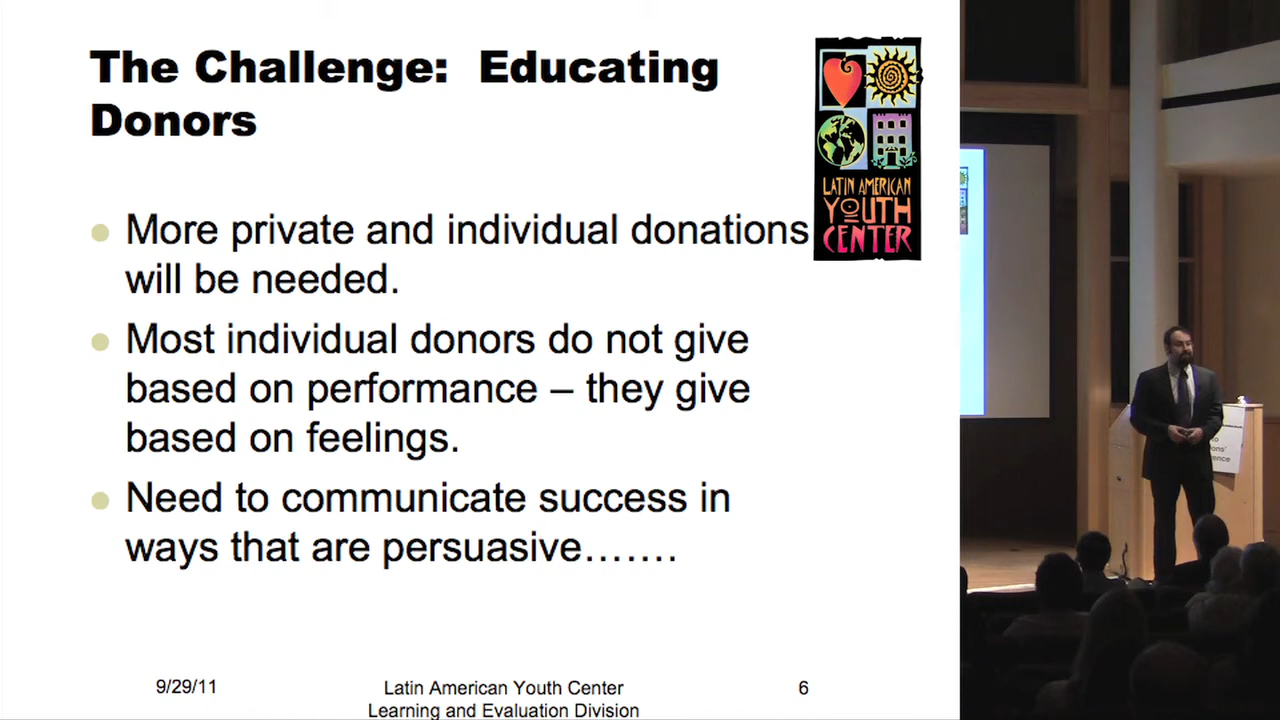 The Challenge:  Educating
Donors
LATIN AMERICAN
YOUTH
CENTER
More private and individual donations
will be needed.
Most individual donors do not give
based on performance – they give
based on feelings.
Need to communicate success in
ways that are persuasive…….
9/29/11
Latin American Youth Center
Learning and Evaluation Division
6